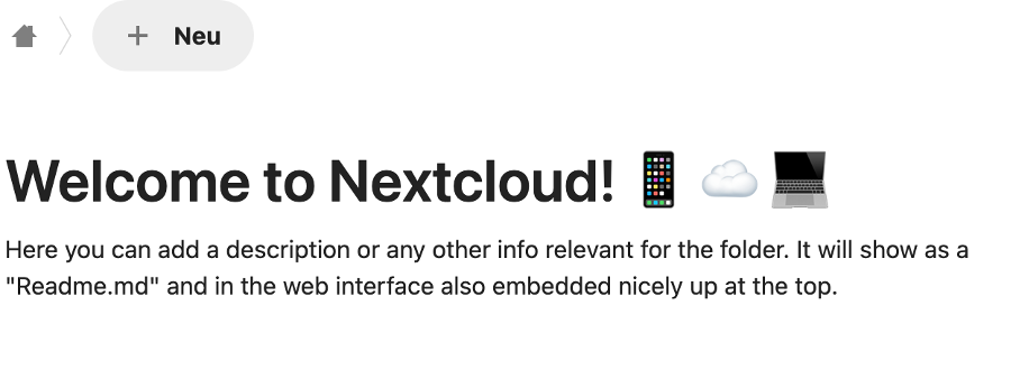 + Neu
Welcome to Nextcloud! 📱 ☁️ 💻
Here you can add a description or any other info relevant for the folder. It will show as a
"Readme.md" and in the web interface also embedded nicely up at the top.